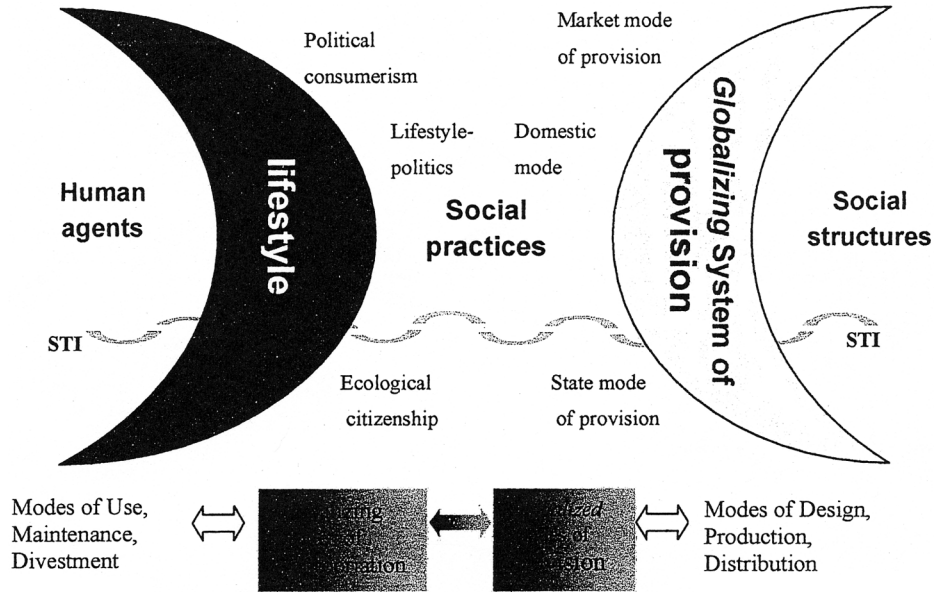 Political
consumerism
Market mode
of provision
Lifestyle-
politics
Domestic
mode
Human
agents
lifestyle
Social
practices
Globalizing System of
provision
Social
structures
STI
STI
Ecological
citizenship
State mode
of provision
Modes of Use,
Maintenance,
Divestment
of
Modes of Design,
Production,
Distribution